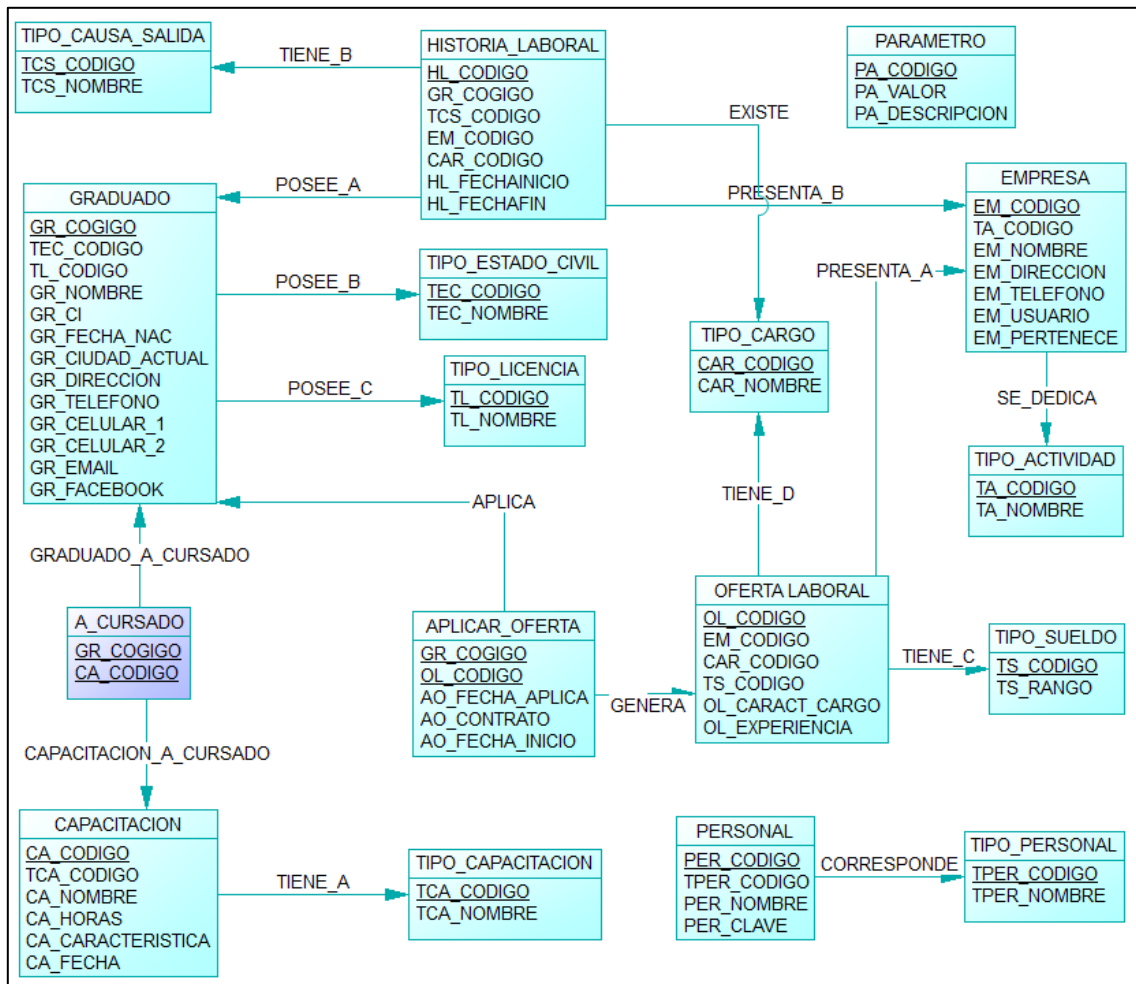 TIPO_CAUSA_SALIDA
TCS_CODIGO
TCS_NOMBRE
TIENE_B
HISTORIA_LABORAL
HL_CODIGO
GR_COGIGO
TCS_CODIGO
EM_CODIGO
CAR_CODIGO
HL_FECHAINICIO
HL_FECHAFIN
PARAMETRO
PA_CODIGO
PA_VALOR
PA_DESCRIPCION
EXISTE
POSEE_A
PRESENTA_B
GRADUADO
GR_COGIGO
TEC_CODIGO
TL_CODIGO
GR_NOMBRE
GR_CI
GR_FECHA_NAC
GR_CIUDAD_ACTUAL
GR_DIRECCION
GR_TELEFONO
GR_CELULAR_1
GR_CELULAR_2
GR_EMAIL
GR_FACEBOOK
POSEE_B
TIPO_ESTADO_CIVIL
TEC_CODIGO
TEC_NOMBRE
EMPRESA
EM_CODIGO
TA_CODIGO
EM_NOMBRE
EM_DIRECCION
EM_TELEFONO
EM_USUARIO
EM_PERTENECE
PRESENTA_A
TIPO_CARGO
CAR_CODIGO
CAR_NOMBRE
POSEE_C
TIPO_LICENCIA
TL_CODIGO
TL_NOMBRE
SE_DEDICA
TIPO_ACTIVIDAD
TA_CODIGO
TA_NOMBRE
APLICA
TIENE_D
GRADUADO_A_CURSADO
A_CURSADO
GR_COGIGO
CA_CODIGO
APLICAR_OFERTA
GR_COGIGO
OL_CODIGO
AO_FECHA_APLICA
AO_CONTRATO
AO_FECHA_INICIO
GENERA
OFERTA LABORAL
OL_CODIGO
EM_CODIGO
CAR_CODIGO
TS_CODIGO
OL_CARACT_CARGO
OL_EXPERIENCIA
TIENE_C
TIPO_SUELDO
TS_CODIGO
TS_RANGO
CAPACITACION_A_CURSADO
CAPACITACION
CA_CODIGO
TCA_CODIGO
CA_NOMBRE
CA_HORAS
CA_CARACTERISTICA
CA_FECHA
TIENE_A
TIPO_CAPACITACION
TCA_CODIGO
TCA_NOMBRE
PERSONAL
PER_CODIGO
TPER_CODIGO
PER_NOMBRE
PER_CLAVE
CORRESPONDE
TIPO_PERSONAL
TPER_CODIGO
TPER_NOMBRE